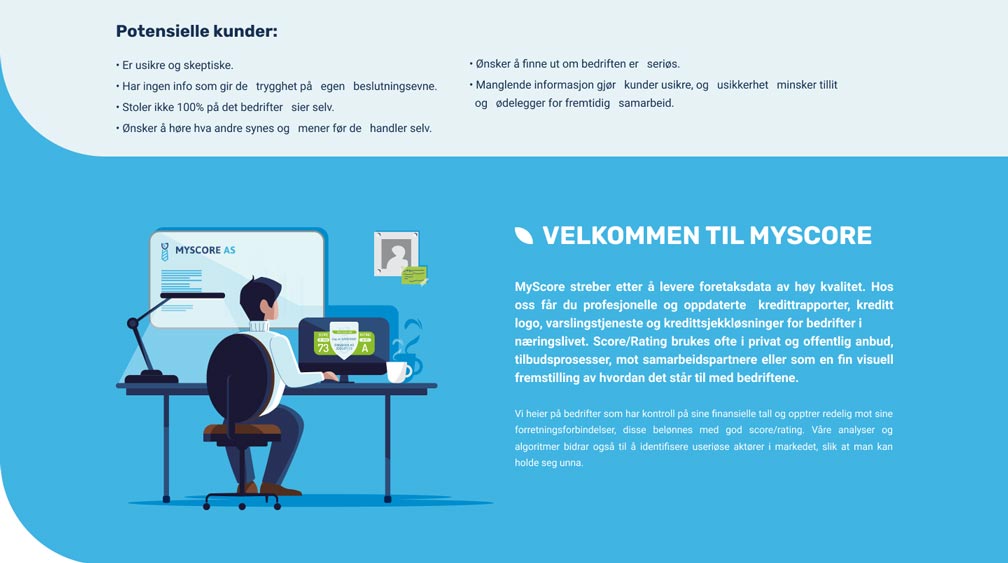 Potensielle kunder:
• Er usikre og skeptiske.
• Har ingen info som gir de trygghet på egen beslutningsevne.
• Stoler ikke 100% på det bedrifter sier selv.
• Ønsker å høre hva andre synes og mener før de handler selv.
• Ønsker å finne ut om bedriften er seriøs.
• Manglende informasjon gjør kunder usikre, og usikkerhet minsker tillit
og ødelegger for fremtidig samarbeid.
MYSCORE AS
73
A
VELKOMMEN TIL MYSCORE
MyScore streber etter å levere foretaksdata av høy kvalitet. Hos
oss får du profesjonelle og oppdaterte kredittrapporter, kreditt
logo, varslingstjeneste og kredittsjekkløsninger for bedrifter i
næringslivet. Score/Rating brukes ofte i privat og offentlig anbud,
tilbudsprosesser, mot samarbeidspartnere eller som en fin visuell
fremstilling av hvordan det står til med bedriftene.
Vi heier på bedrifter som har kontroll på sine finansielle tall og opptrer redelig mot sine
forretningsforbindelser, disse belønnes med god score/rating. Våre analyser og
algoritmer bidrar også til å identifisere useriøse aktører i markedet, slik at man kan
holde seg unna.